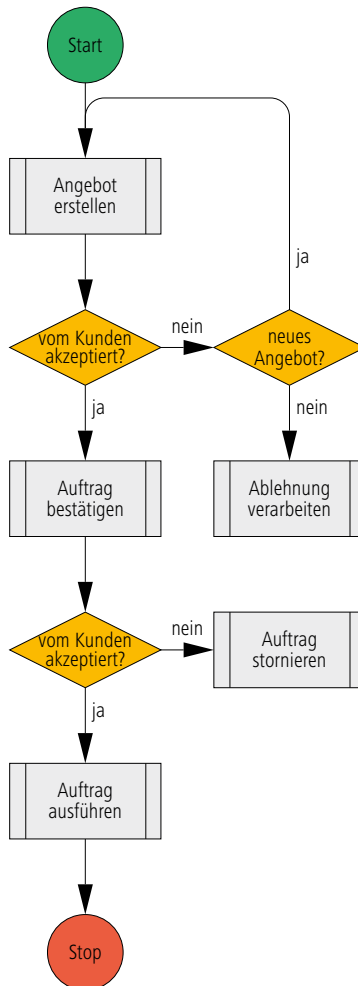 Start
Angebot
erstellen
ja
vom Kunden
akzeptiert?
nein
neues
Angebot?
ja
nein
Auftrag
bestätigen
Ablehnung
verarbeiten
vom Kunden
akzeptiert?
nein
Auftrag
stornieren
ja
Auftrag
ausführen
Stop